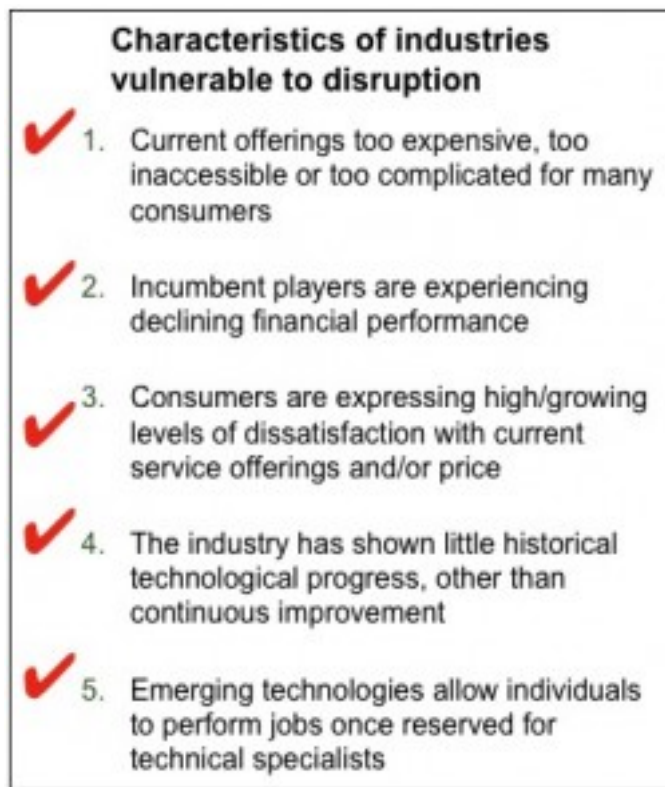 Characteristics of industries
vulnerable to disruption
1. Current offerings too expensive, too
inaccessible or too complicated for many
consumers
2. Incumbent players are experiencing
declining financial performance
3. Consumers are expressing high/growing
levels of dissatisfaction with current
service offerings and/or price
4. The industry has shown little historical
technological progress, other than
continuous improvement
5. Emerging technologies allow individuals
to perform jobs once reserved for
technical specialists